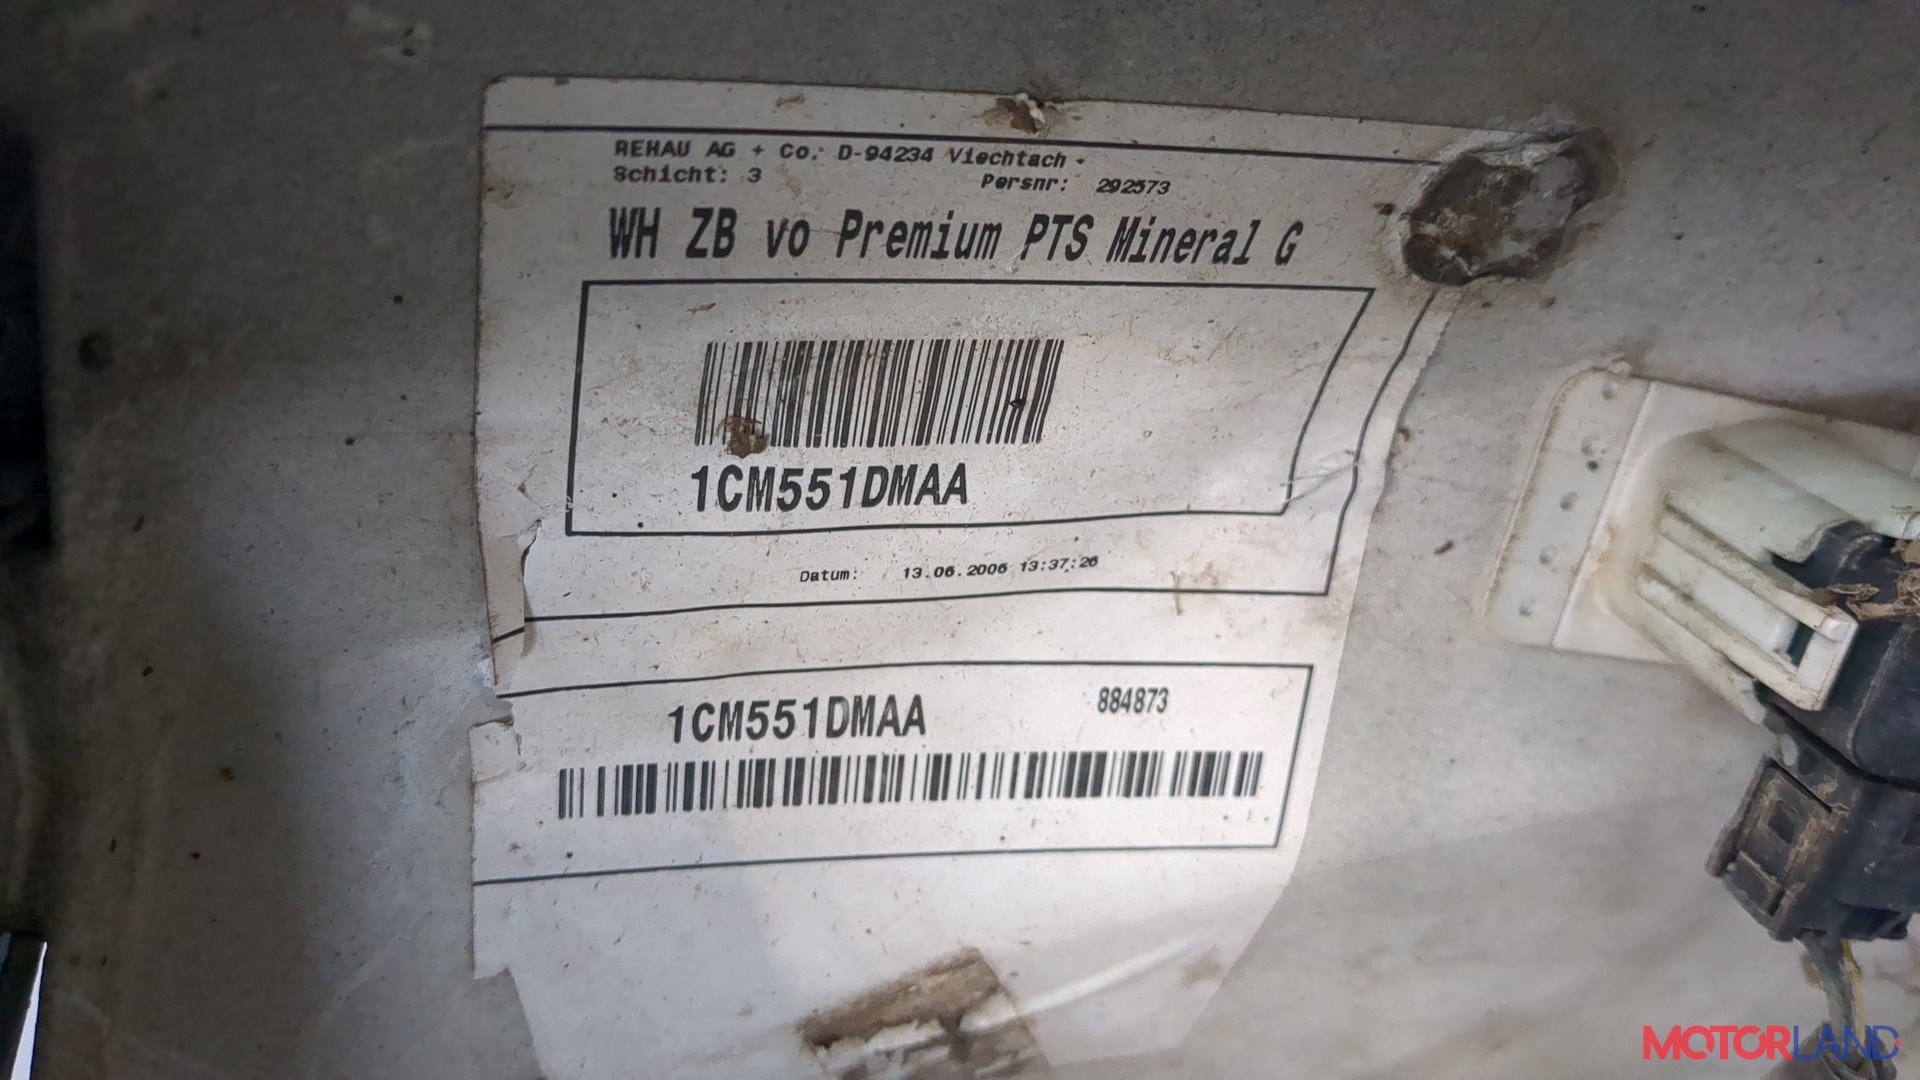 REHAU AG + Co. D-94234 Viechtach
Schicht: 3 Persnr: 292573
WH ZB vo Premium PTS Mineral G
1CM551DMAA
Datum: 13.06.2006 13:37:26
1CM551DMAA 884873
MOTORLAND